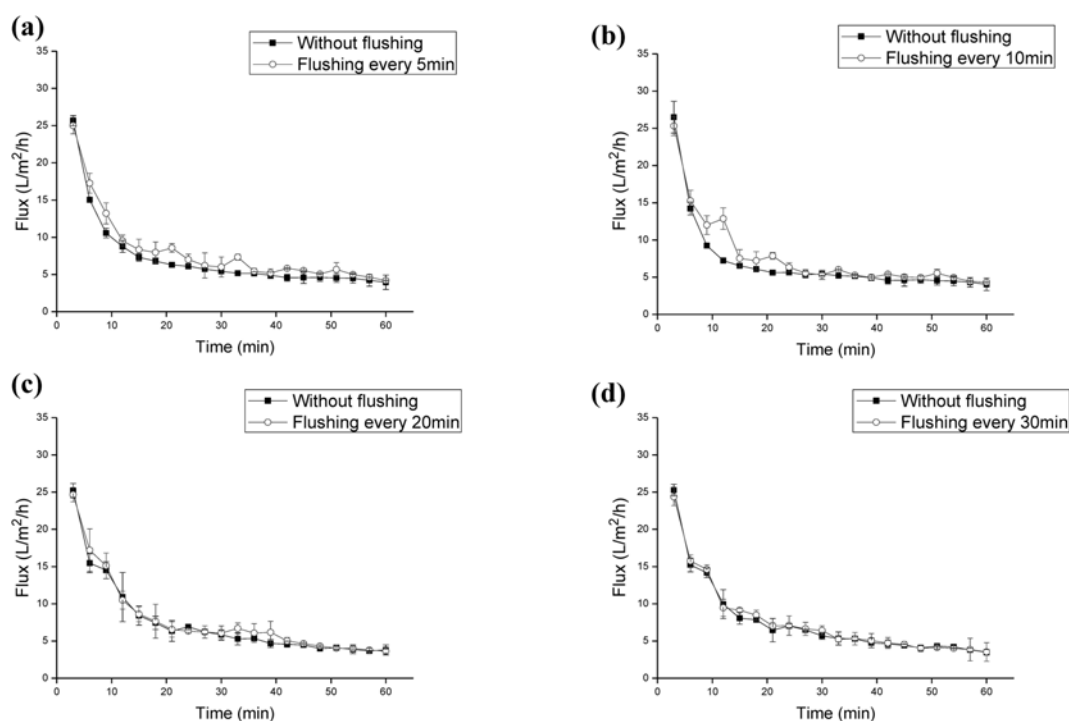 (a)
Without flushing
Flushing every 5min
35
30
25
20
15
10
5
0
Flux (L/m²/h)
0 10 20 30 40 50 60
Time (min)
(b)
Without flushing
Flushing every 10min
35
30
25
20
15
10
5
0
Flux (L/m²/h)
0 10 20 30 40 50 60
Time (min)
(c)
Without flushing
Flushing every 20min
35
30
25
20
15
10
5
0
Flux (L/m²/h)
0 10 20 30 40 50 60
Time (min)
(d)
Without flushing
Flushing every 30min
35
30
25
20
15
10
5
0
Flux (L/m²/h)
0 10 20 30 40 50 60
Time (min)